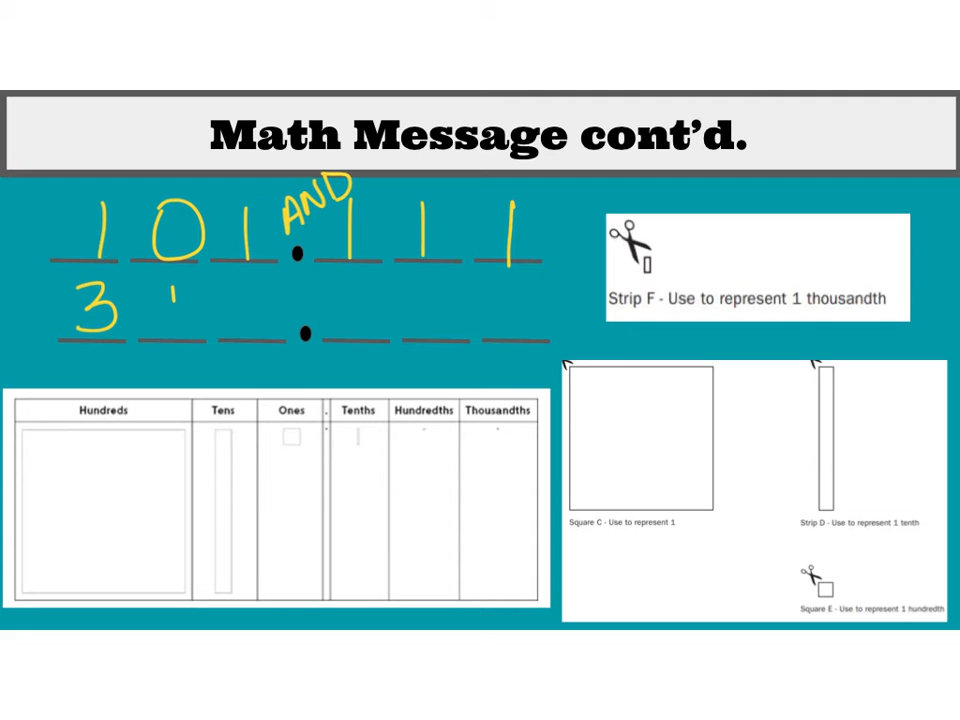 Math Message cont'd.
AND
1 0 1 . 1 1 1
3 ' .
Strip F - Use to represent 1 thousandth
Hundreds Tens Ones . Tenths Hundredths Thousandths
Square C - Use to represent 1
Strip D - Use to represent 1 tenth
Square E - Use to represent 1 hundredth